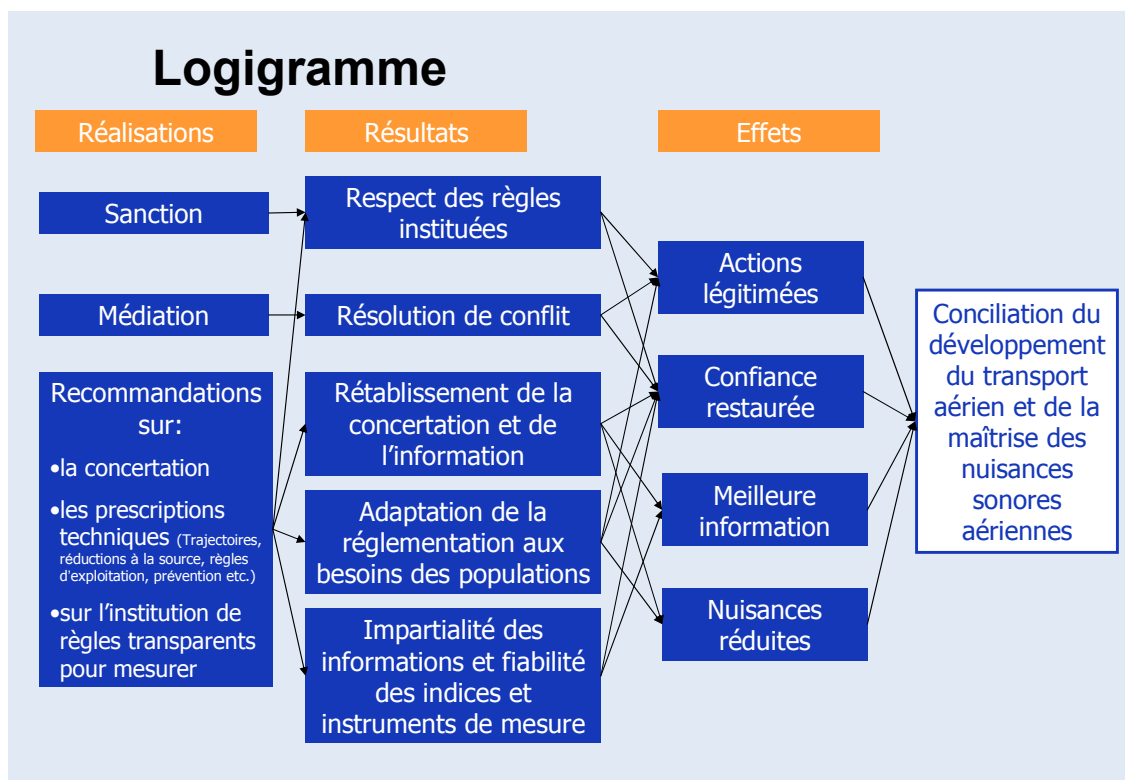 Logigramme
Réalisations
Résultats
Effets
Sanction
Médiation
Recommandations
sur:
•la concertation
•les prescriptions
techniques (Trajectoires,
réductions à la source, règles
d'exploitation, prévention etc.)
•sur l'institution de
règles transparents
pour mesurer
Respect des règles
instituées
Résolution de conflit
Rétablissement de la
concertation et de
l'information
Adaptation de la
réglementation aux
besoins des populations
Impartialité des
informations et fiabilité
des indices et
instruments de mesure
Actions
légitimées
Confiance
restaurée
Meilleure
information
Nuisances
réduites
Conciliation du
développement
du transport
aérien et de la
maîtrise des
nuisances
sonores
aériennes